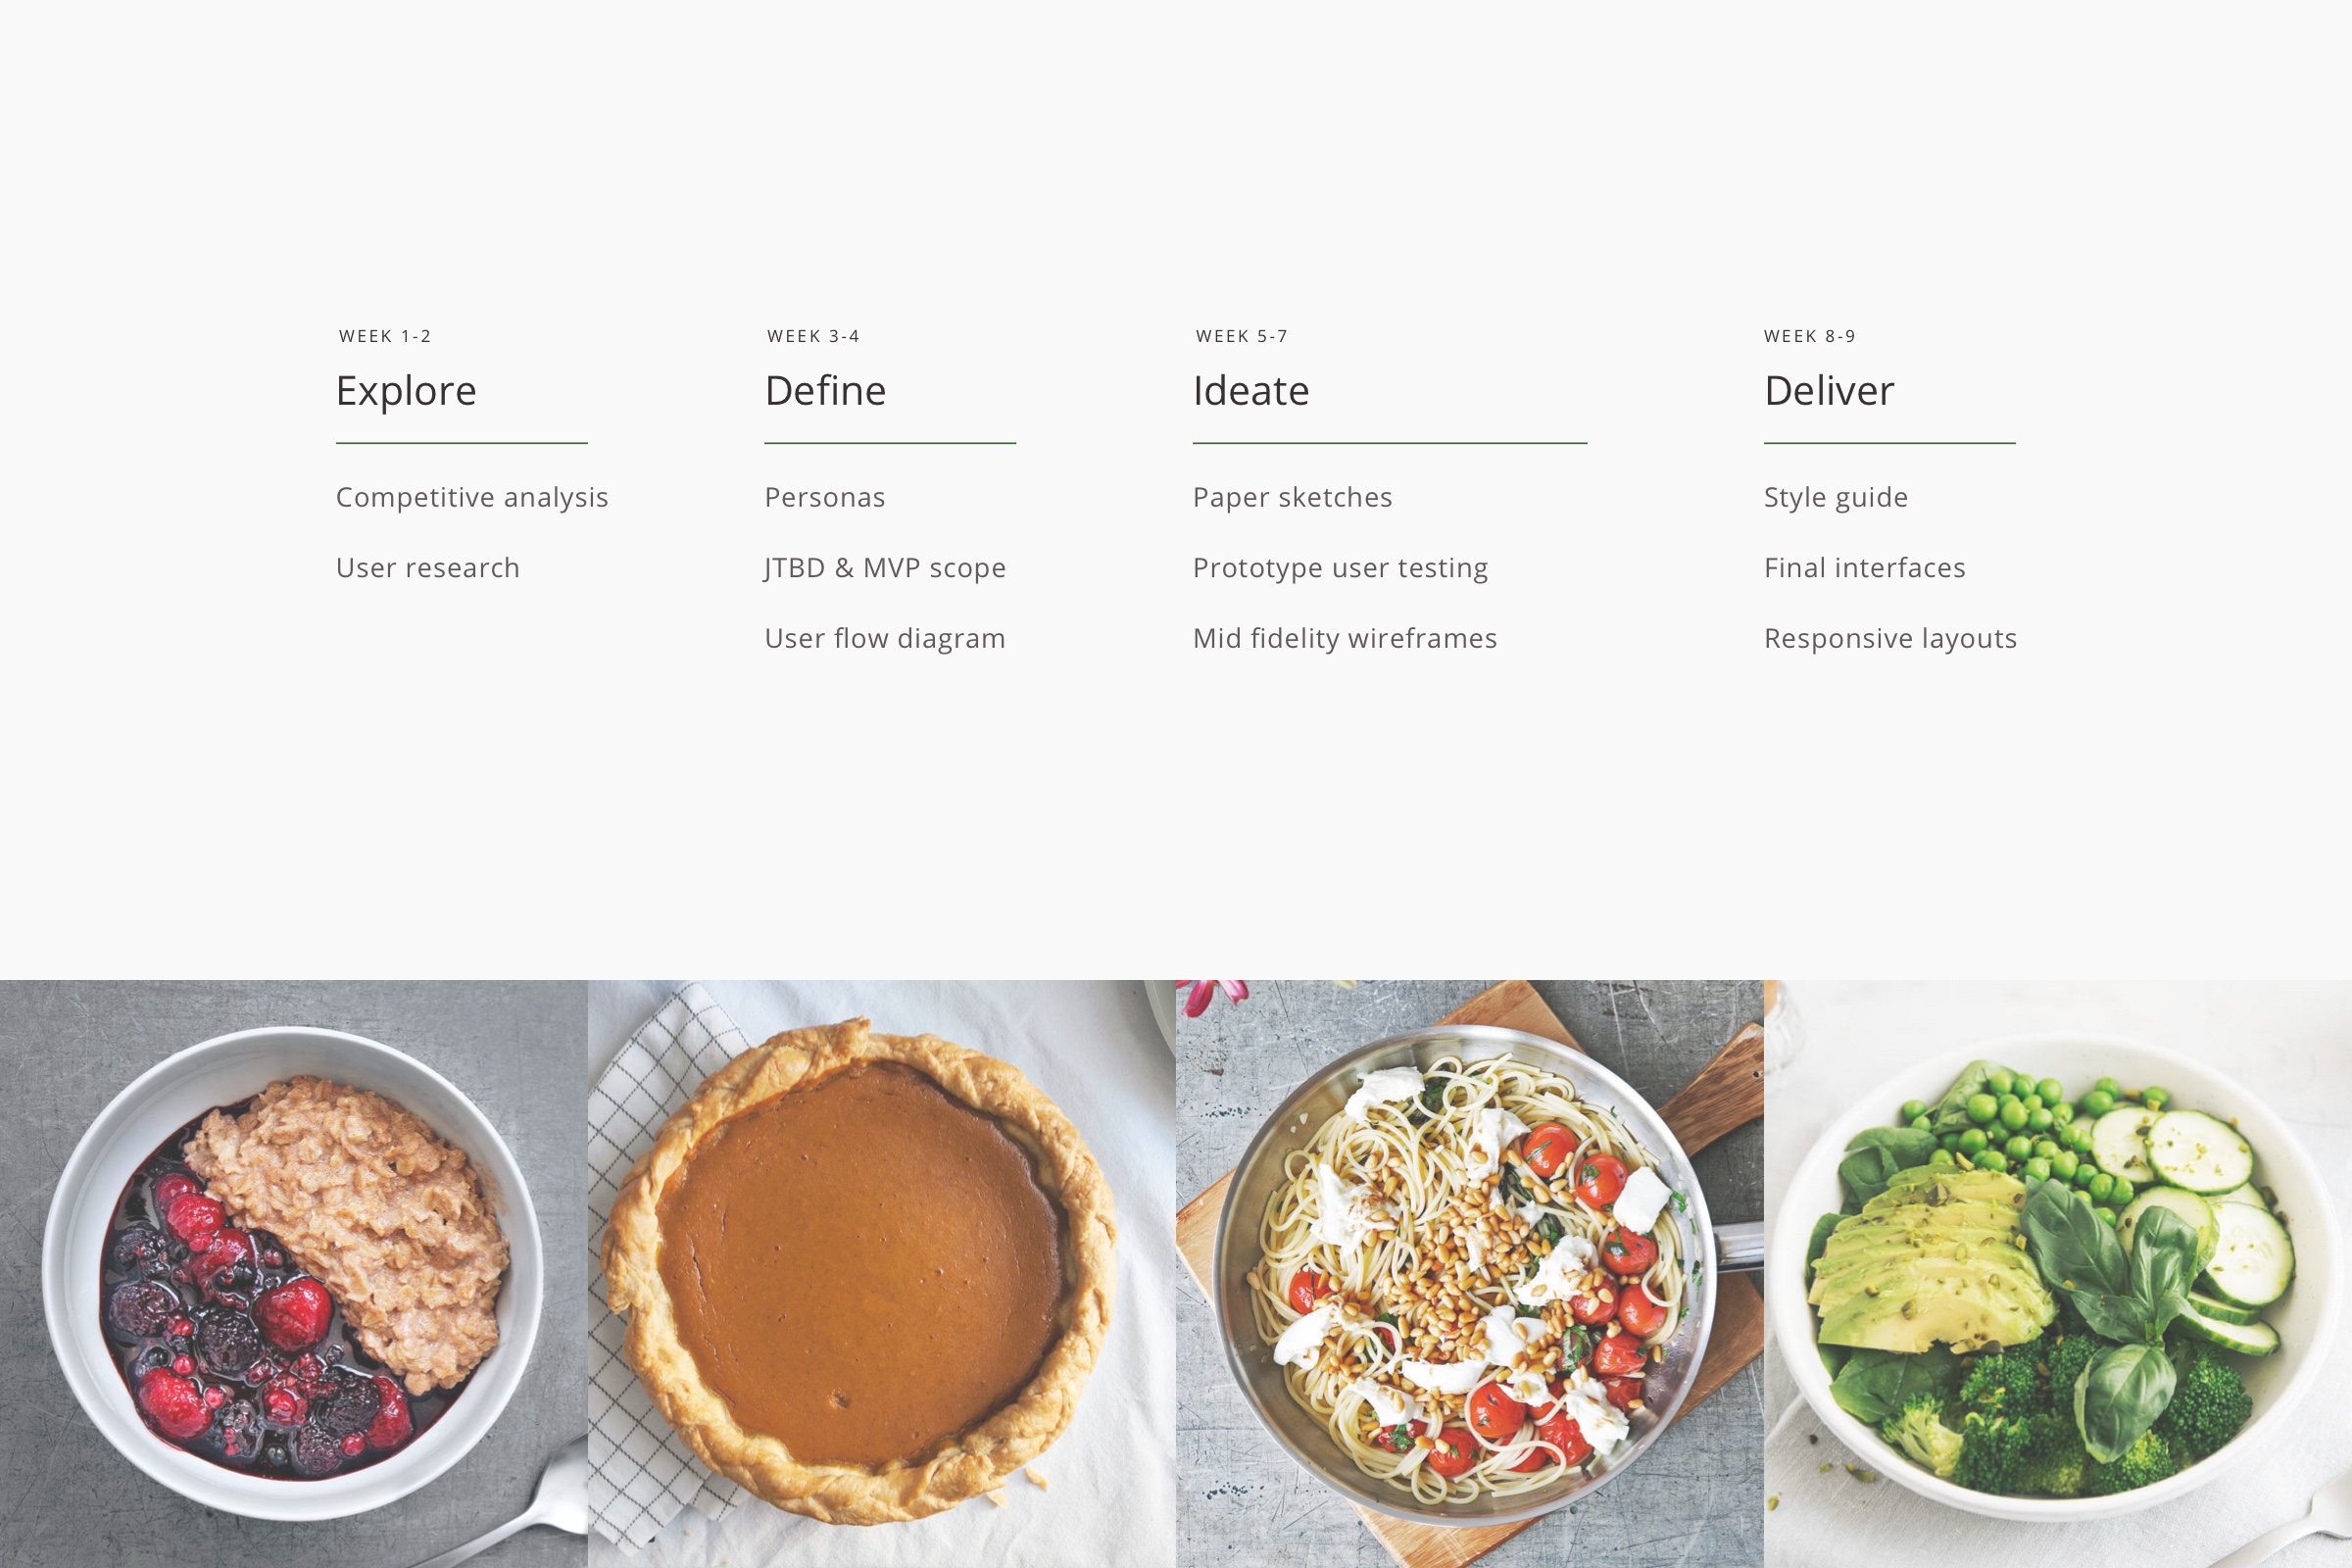 WEEK 1-2
Explore
Competitive analysis
User research
WEEK 3-4
Define
Personas
JTBD & MVP scope
User flow diagram
WEEK 5-7
Ideate
Paper sketches
Prototype user testing
Mid fidelity wireframes
WEEK 8-9
Deliver
Style guide
Final interfaces
Responsive layouts